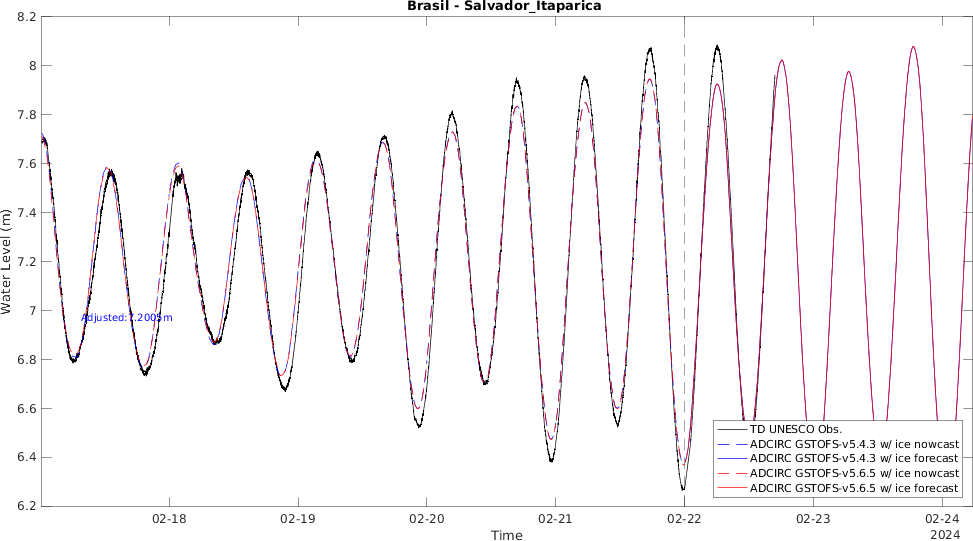 Brasil - Salvador_Itaparica
8.2
8
7.8
7.6
7.4
7.2
7
6.8
6.6
6.4
6.2
Water Level (m)
Adjusted:7.2005m
TD UNESCO Obs.
ADCIRC GSTOFS-v5.4.3 w/ ice nowcast
ADCIRC GSTOFS-v5.4.3 w/ ice forecast
ADCIRC GSTOFS-v5.6.5 w/ ice nowcast
ADCIRC GSTOFS-v5.6.5 w/ ice forecast
02-18
02-19
02-20
02-21
02-22
02-23
02-24
Time
2024